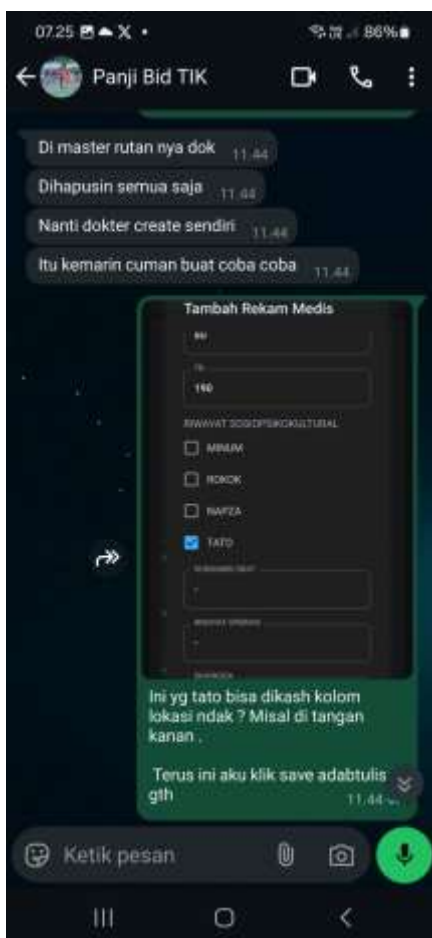 07.25
86%
Panji Bid TIK
Di master rutan nya dok 11.44
Dihapusin semua saja 11.44
Nanti dokter create sendiri 11.44
Itu kemarin cuman buat coba coba 11.44
Tambah Rekam Medis
190
RIWAYAT SOSIOPSIKOKULTURAL
MINUM
ROKOK
NAPZA
TATO
-
-
Ini yg tato bisa dikash kolom
lokasi ndak ? Misal di tangan
kanan .
Terus ini aku klik save adabtulis
gth 11.44
Ketik pesan